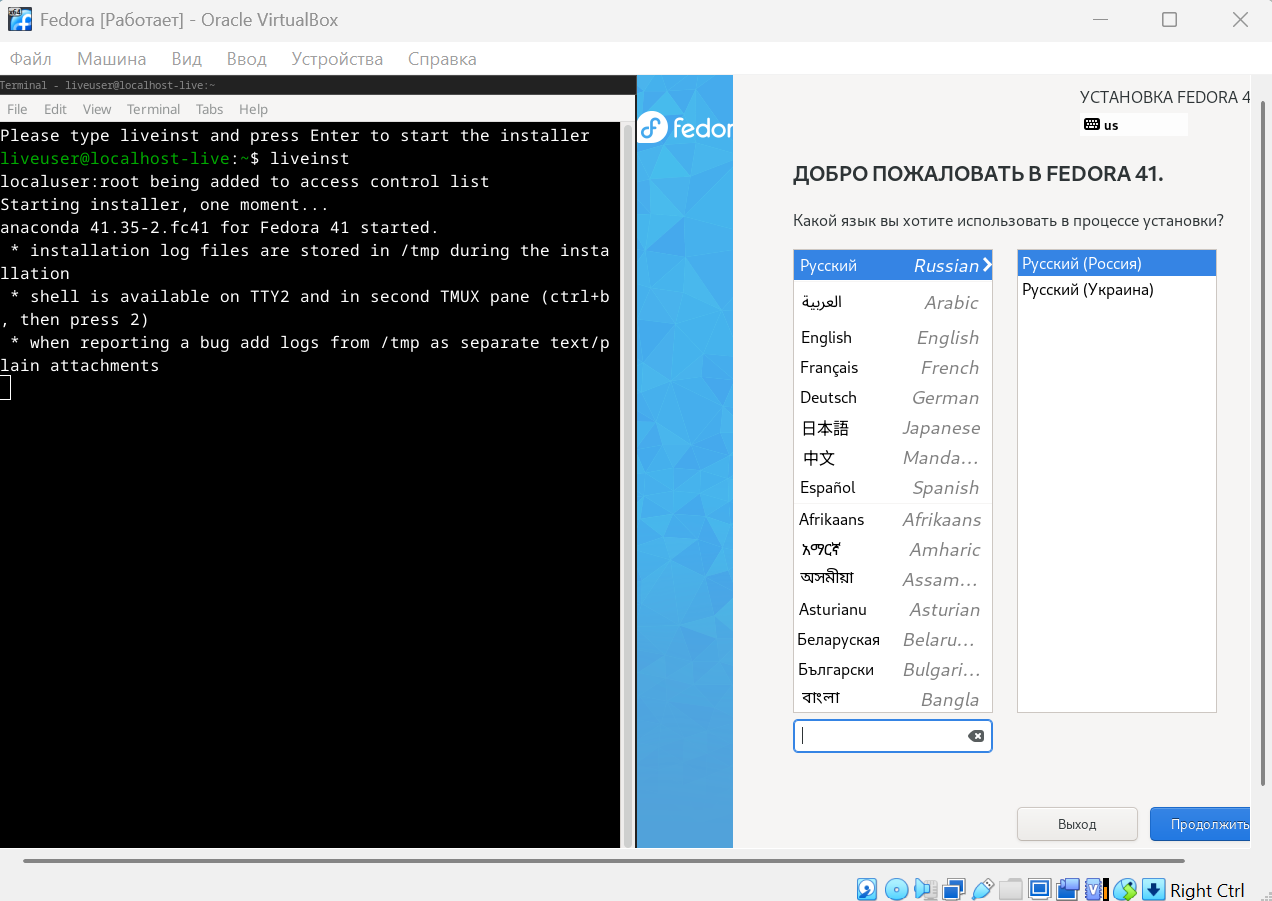 Fedora [Работает] - Oracle VirtualBox
Файл Машина Вид Ввод Устройства Справка
Terminal - liveuser@localhost-live:~
File Edit View Terminal Tabs Help
Please type liveinst and press Enter to start the installer
liveuser@localhost-live:~$ liveinst
localuser:root being added to access control list
Starting installer, one moment...
anaconda 41.35-2.fc41 for Fedora 41 started.
* installation log files are stored in /tmp during the insta
llation
* shell is available on TTY2 and in second TMUX pane (ctrl+b
, then press 2)
* when reporting a bug add logs from /tmp as separate text/p
lain attachments
fedor
УСТАНОВКА FEDORA 4
us
ДОБРО ПОЖАЛОВАТЬ В FEDORA 41.
Какой язык вы хотите использовать в процессе установки?
Русский Russian
العربية Arabic
English English
Français French
Deutsch German
日本語 Japanese
中文 Manda...
Español Spanish
Afrikaans Afrikaans
አማርኛ Amharic
অসমীয়া Assam...
Asturianu Asturian
Беларуская Belaru...
Български Bulgari...
বাংলা Bangla
Русский (Россия)
Русский (Украина)
Выход Продолжить
Right Ctrl